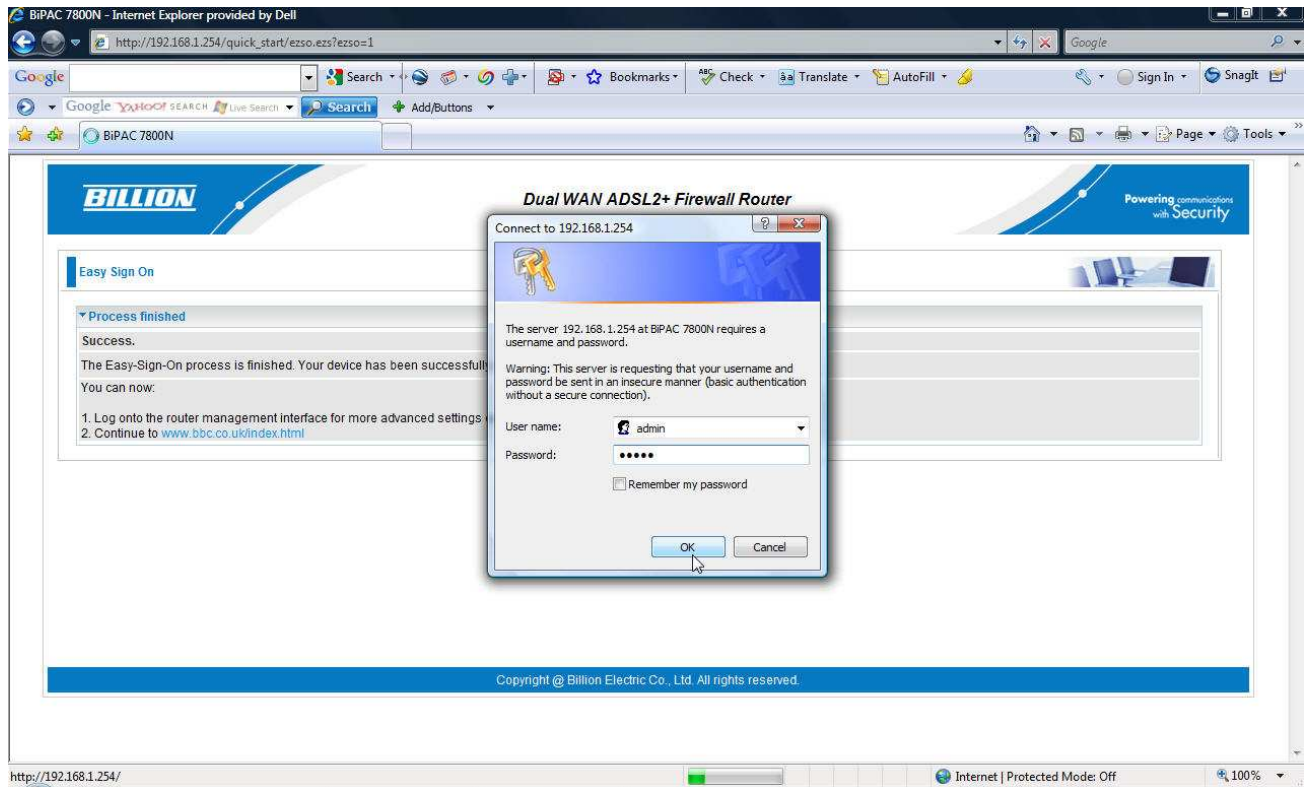 BiPAC 7800N - Internet Explorer provided by Dell
http://192.168.1.254/quick_start/ezso.ezs?ezso=1
Google
Google
Search
Bookmarks
ABC Check
Translate
AutoFill
Sign In
SnagIt
Google YAHOO! SEARCH Live Search
Search
Add/Buttons
BiPAC 7800N
Page
Tools
BILLION
Dual WAN ADSL2+ Firewall Router
Powering communications
with Security
Easy Sign On
Process finished
Success.
The Easy-Sign-On process is finished. Your device has been successfully
You can now:
1. Log onto the router management interface for more advanced settings
2. Continue to www.bbc.co.uk/index.html
Connect to 192.168.1.254
The server 192.168.1.254 at BiPAC 7800N requires a
username and password.
Warning: This server is requesting that your username and
password be sent in an insecure manner (basic authentication
without a secure connection).
User name:
admin
Password:
•••••
Remember my password
OK
Cancel
Copyright @ Billion Electric Co., Ltd. All rights reserved.
http://192.168.1.254/
Internet | Protected Mode: Off
100%